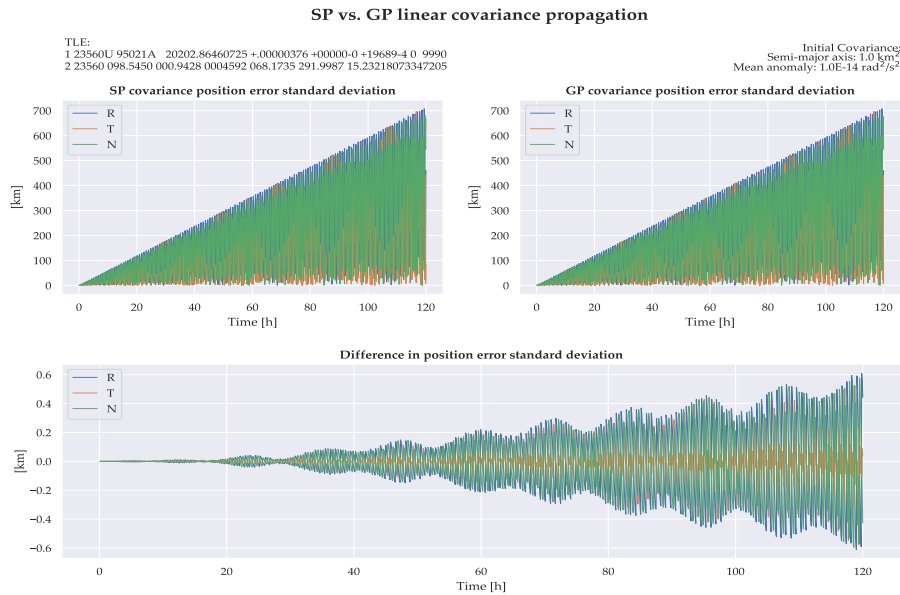 SP vs. GP linear covariance propagation
TLE:
1 23560U 95021A   20202.86460725 +.00000376 +00000-0 +19689-4 0  9990
2 23560 098.5450 000.9428 0004592 068.1735 291.9987 15.23218073347205
Initial Covariance:
Semi-major axis: 1.0 km²
Mean anomaly: 1.0E-14 rad²/s²
SP covariance position error standard deviation
700
600
500
400
300
200
100
0
[km]
R
T
N
0 20 40 60 80 100 120
Time [h]
GP covariance position error standard deviation
700
600
500
400
300
200
100
0
[km]
R
T
N
0 20 40 60 80 100 120
Time [h]
Difference in position error standard deviation
0.6
0.4
0.2
0.0
−0.2
−0.4
−0.6
[km]
R
T
N
0 20 40 60 80 100 120
Time [h]